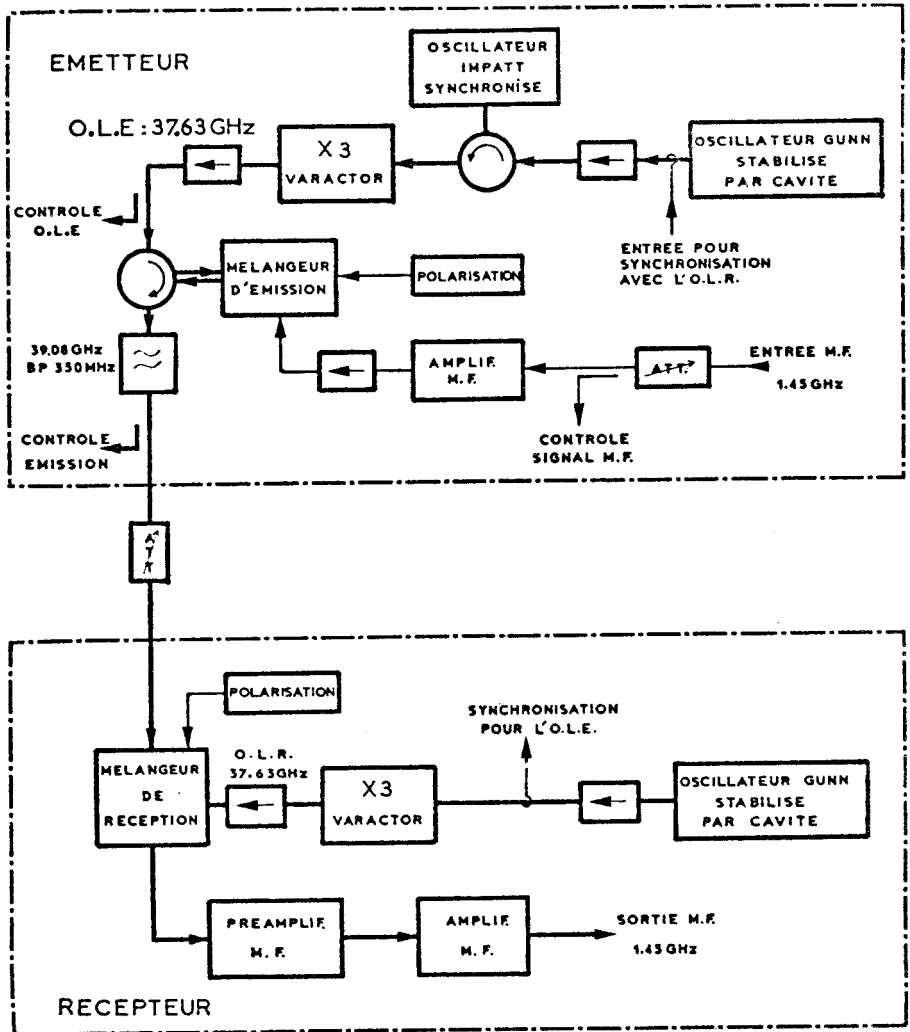 EMETTEUR
OSCILLATEUR
IMPATT
SYNCHRONiSE
O.L.E : 37.63 GHz
X3
VARACTOR
OSCILLATEUR GUNN
STABILISE
PAR CAVITE
CONTROLE
O.L.E
ENTREE POUR
SYNCHRONISATION
AVEC L'O.L.R.
MELANGEUR
D'EMISSION
POLARISATION
39.08 GHz
BP 350 MHz
AMPLIF.
M.F.
ATT.
ENTREE M.F.
1.45 GHz
CONTROLE
SIGNAL M.F.
CONTROLE
EMISSION
POLARISATION
SYNCHRONISATION
POUR L'O.L.E.
MELANGEUR
DE
RECEPTION
O.L.R.
37.63 GHz
X3
VARACTOR
OSCILLATEUR GUNN
STABILISE
PAR CAVITE
PREAMPLIF.
M.F.
AMPLIF.
M.F.
SORTIE M.F.
1.45 GHz
RECEPTEUR